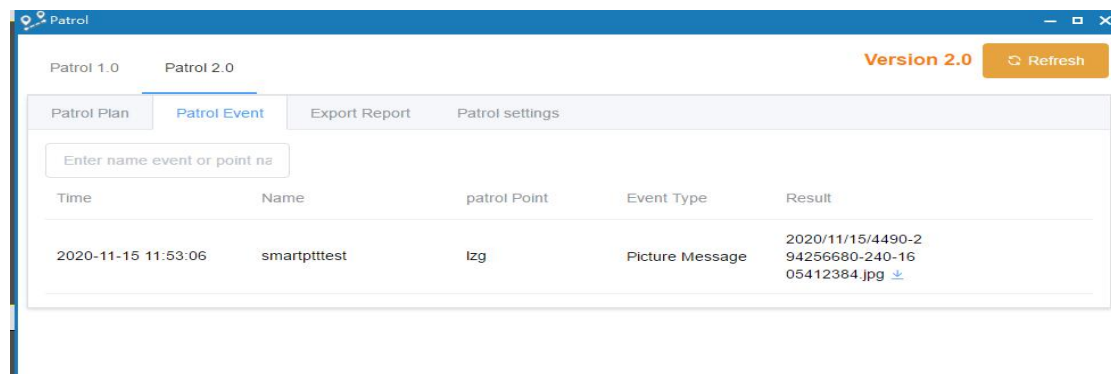 Patrol
Patrol 1.0 Patrol 2.0 Version 2.0 Refresh
Patrol Plan Patrol Event Export Report Patrol settings
Enter name event or point na
Time Name patrol Point Event Type Result
2020-11-15 11:53:06 smartptttest lzg Picture Message 2020/11/15/4490-2
94256680-240-16
05412384.jpg